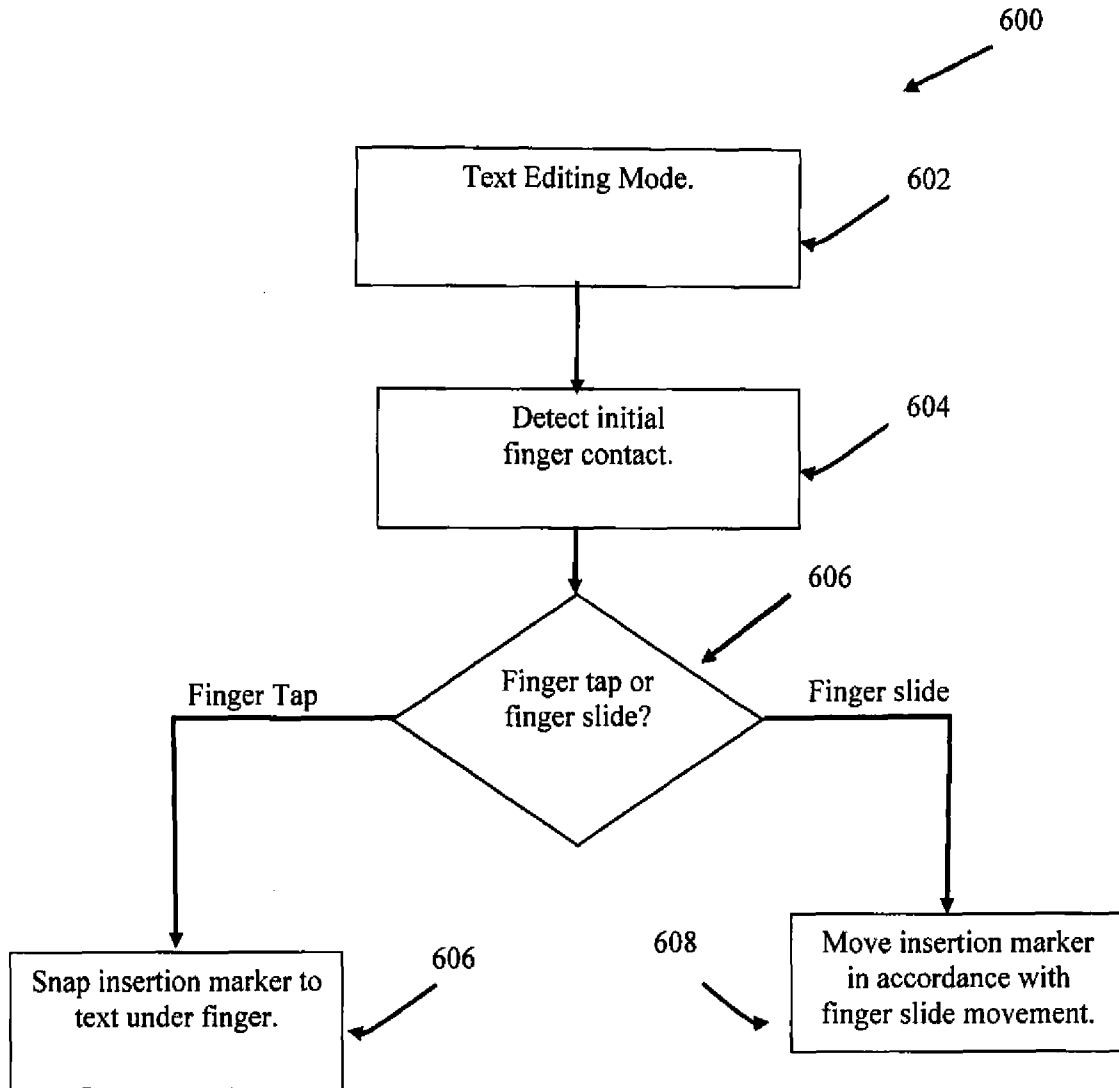 600
Text Editing Mode.
602
Detect initial
finger contact.
604
606
Finger Tap
Finger tap or
finger slide?
Finger slide
Snap insertion marker to
text under finger.
606
608
Move insertion marker
in accordance with
finger slide movement.